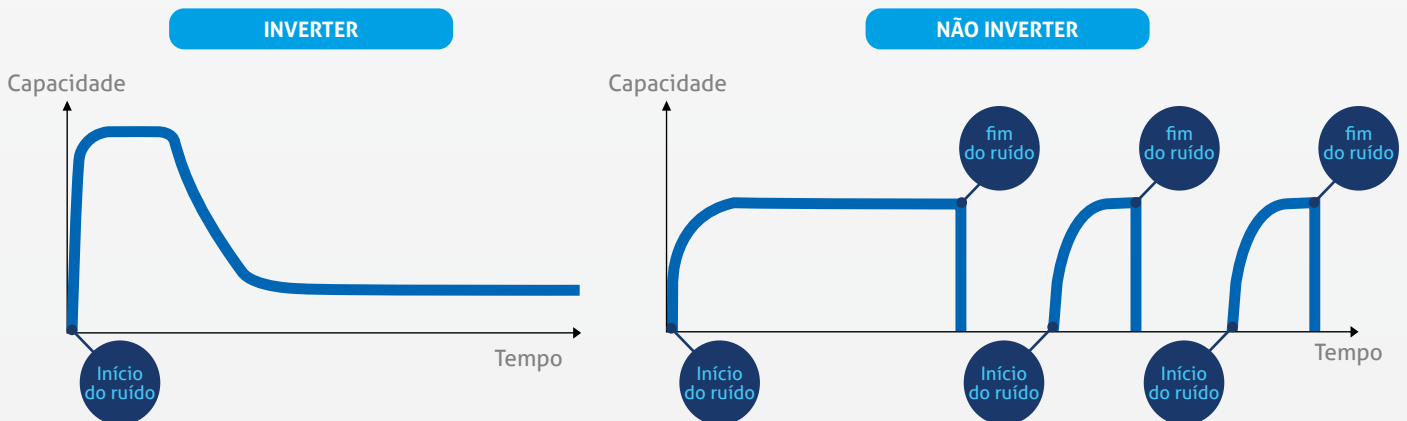 INVERTER
NÃO INVERTER
Capacidade
Capacidade
fim
do ruído
fim
do ruído
fim
do ruído
Tempo
Tempo
Início
do ruído
Início
do ruído
Início
do ruído
Início
do ruído